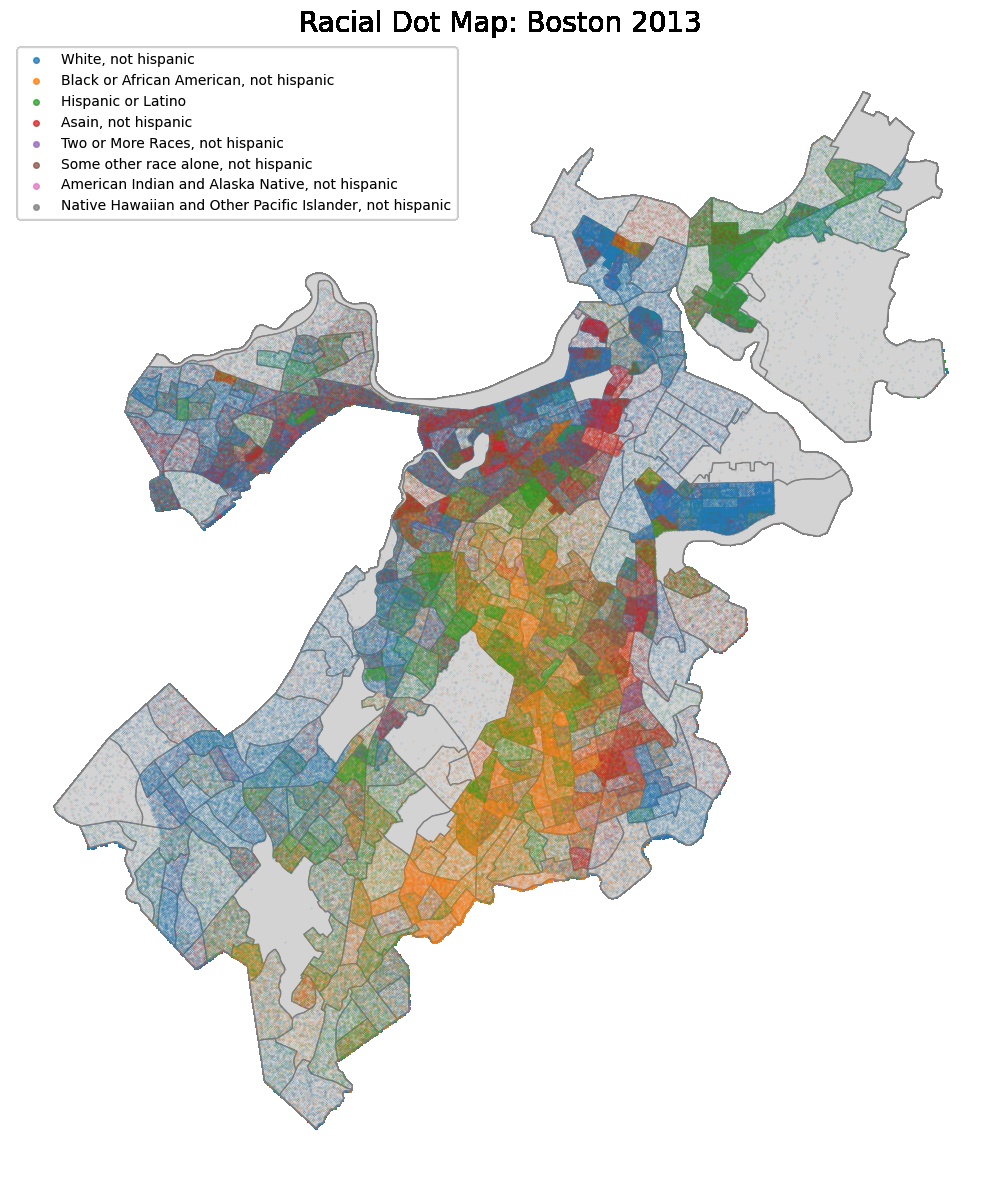 Racial Dot Map: Boston 2013
White, not hispanic
Black or African American, not hispanic
Hispanic or Latino
Asain, not hispanic
Two or More Races, not hispanic
Some other race alone, not hispanic
American Indian and Alaska Native, not hispanic
Native Hawaiian and Other Pacific Islander, not hispanic